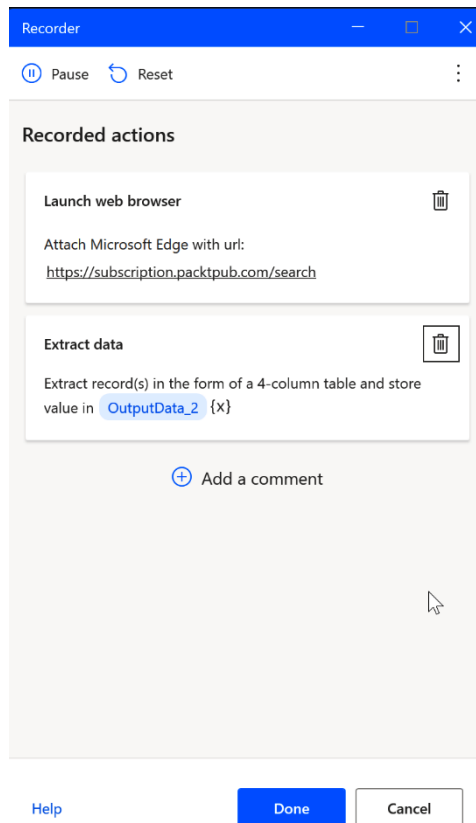 Recorder
Pause Reset
Recorded actions
Launch web browser
Attach Microsoft Edge with url:
https://subscription.packtpub.com/search
Extract data
Extract record(s) in the form of a 4-column table and store
value in OutputData_2 {x}
Add a comment
Help Done Cancel